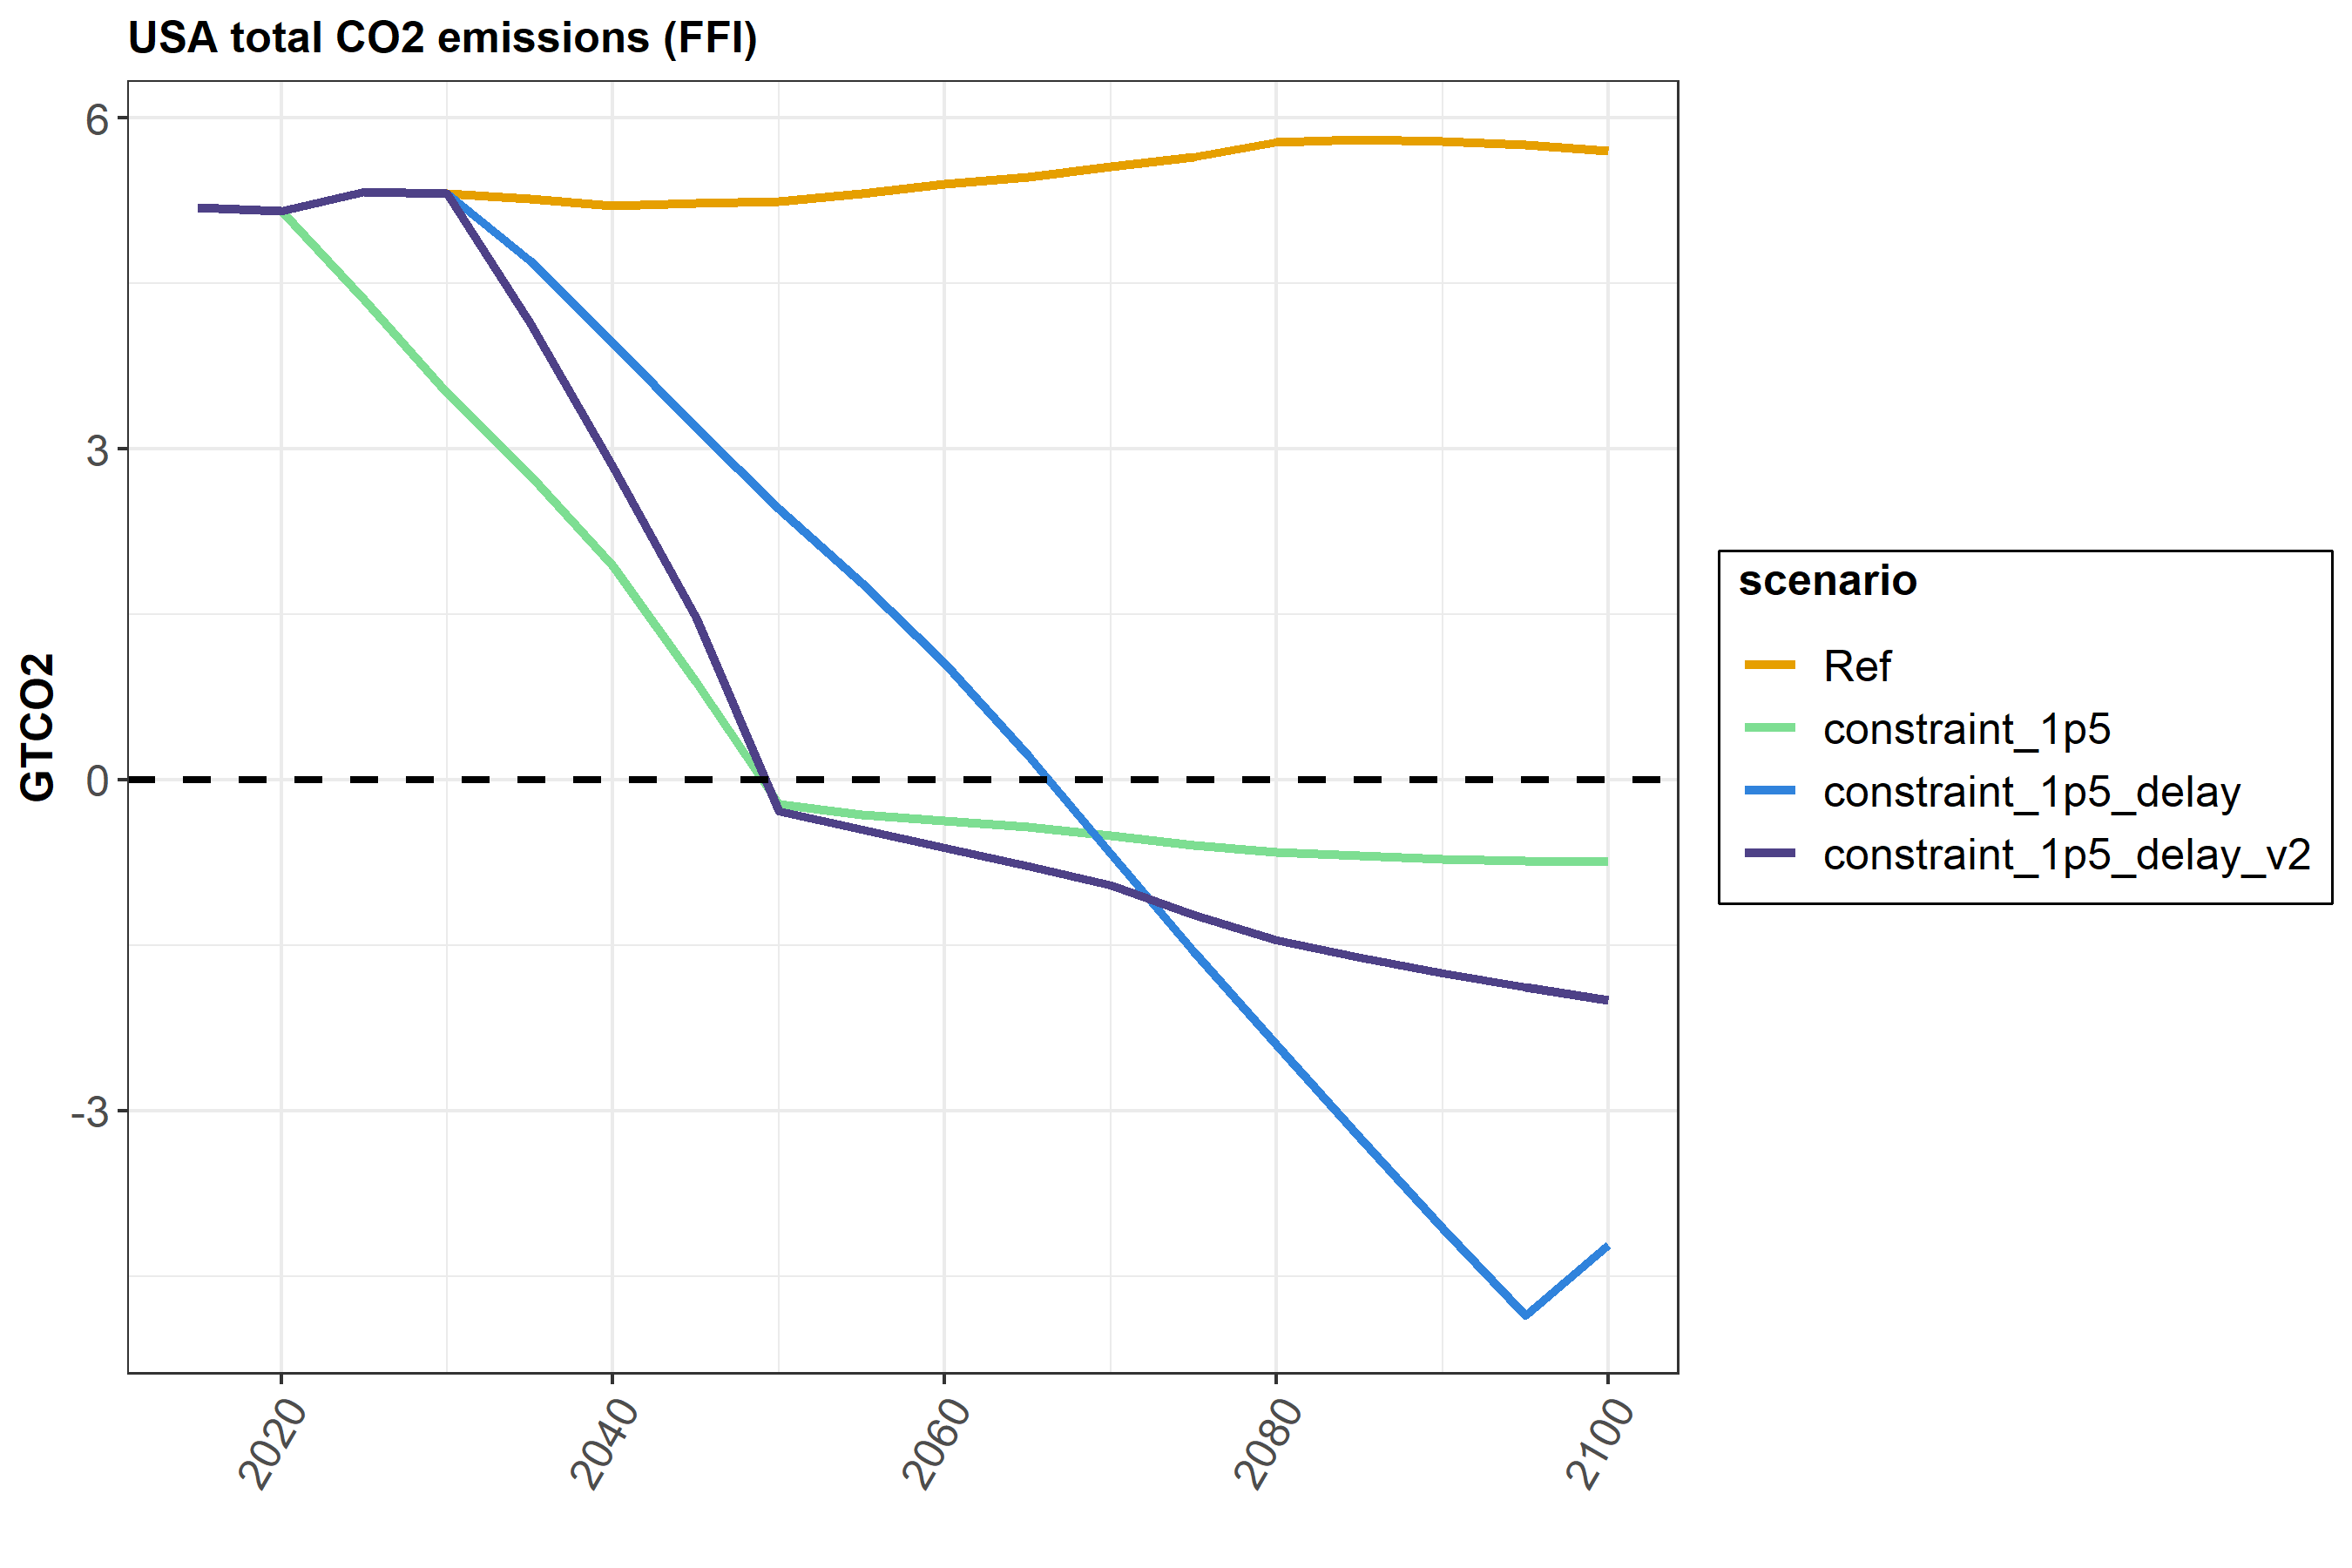 USA total CO2 emissions (FFI)
GTCO2
6
3
0
-3
2020
2040
2060
2080
2100
scenario
Ref
constraint_1p5
constraint_1p5_delay
constraint_1p5_delay_v2